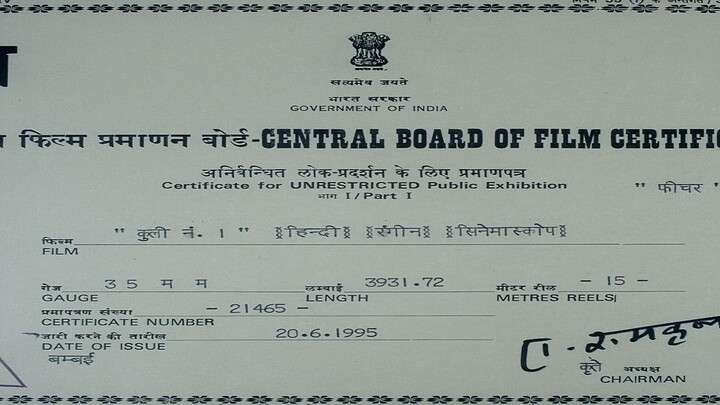 सत्यमेव जयते
भारत सरकार
GOVERNMENT OF INDIA
फिल्म प्रमाणन बोर्ड-CENTRAL BOARD OF FILM CERTIFIC
अनिर्बन्धित लोक-प्रदर्शन के लिए प्रमाणपत्र
Certificate for UNRESTRICTED Public Exhibition
" फीचर "
भाग I/Part I
फिल्म " कुली नं. 1 " हिन्दी रंगीन सिनेमास्कोप
FILM
गेज 35 म म लम्बाई 3931.72 मीटर रील - 15 -
GAUGE LENGTH METRES REELS
प्रमाणपत्र संख्या - 21465 -
CERTIFICATE NUMBER
जारी करने की तारीख 20.6.1995
DATE OF ISSUE
बम्बई
कृते अध्यक्ष
CHAIRMAN